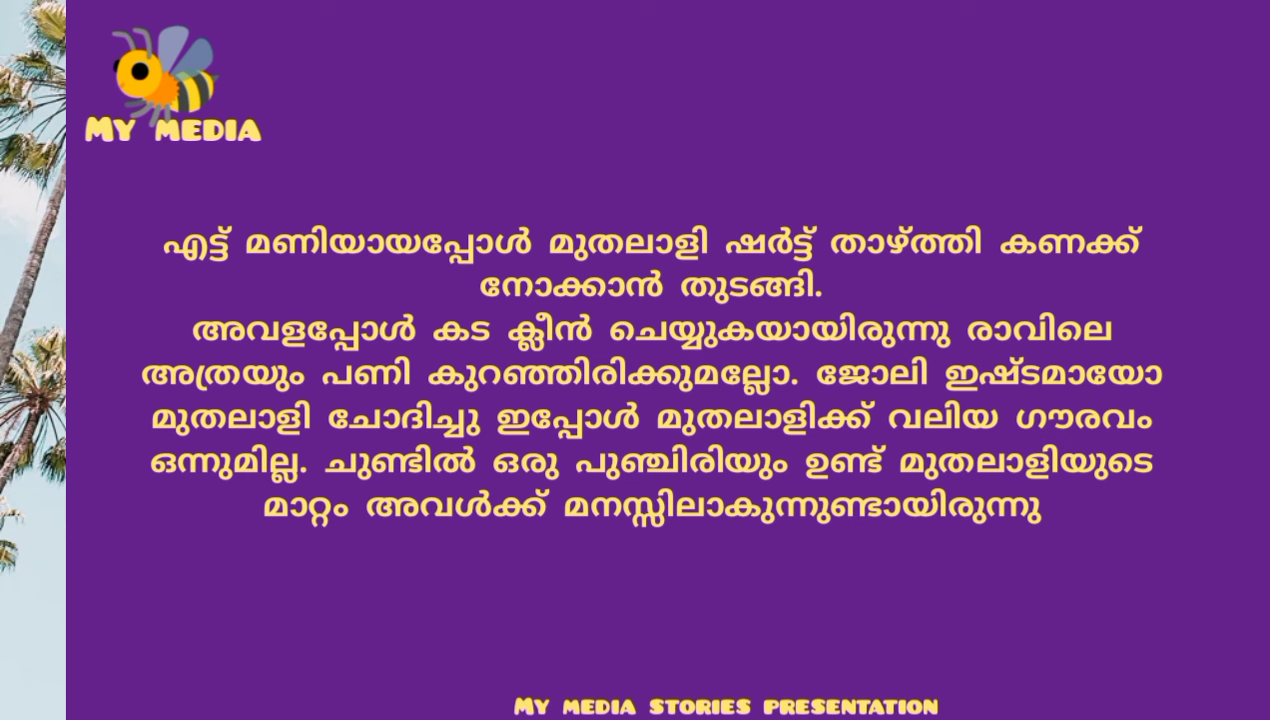 My media
എട്ട് മണിയായപ്പോൾ മുതലാളി ഷർട്ട് താഴ്ത്തി കണക്ക്
നോക്കാൻ തുടങ്ങി.
അവളപ്പോൾ കട ക്ലീൻ ചെയ്യുകയായിരുന്നു രാവിലെ
അത്രയും പണി കുറഞ്ഞിരിക്കുമല്ലോ. ജോലി ഇഷ്ടമായോ
മുതലാളി ചോദിച്ചു ഇപ്പോൾ മുതലാളിക്ക് വലിയ ഗൗരവം
ഒന്നുമില്ല. ചുണ്ടിൽ ഒരു പുഞ്ചിരിയും ഉണ്ട് മുതലാളിയുടെ
മാറ്റം അവൾക്ക് മനസ്സിലാകുന്നുണ്ടായിരുന്നു
My media stories presentation